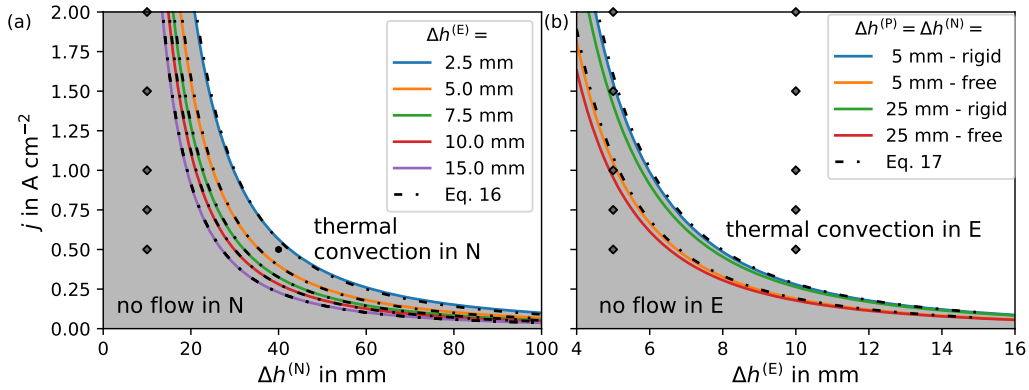 (a)
2.00
1.75
1.50
1.25
1.00
0.75
0.50
0.25
0.00
j in A cm⁻²
Δh⁽ᴱ⁾ =
2.5 mm
5.0 mm
7.5 mm
10.0 mm
15.0 mm
Eq. 16
thermal
convection in N
no flow in N
0
20
40
60
80
100
Δh⁽ᴺ⁾ in mm
(b)
Δh⁽ᴾ⁾ = Δh⁽ᴺ⁾ =
5 mm - rigid
5 mm - free
25 mm - rigid
25 mm - free
Eq. 17
thermal convection in E
no flow in E
4
6
8
10
12
14
16
Δh⁽ᴱ⁾ in mm